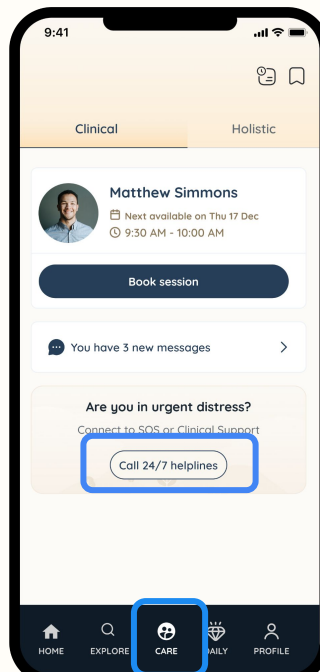 9:41
Clinical
Holistic
Matthew Simmons
Next available on Thu 17 Dec
9:30 AM - 10:00 AM
Book session
You have 3 new messages
Are you in urgent distress?
Connect to SOS or Clinical Support
Call 24/7 helplines
HOME
EXPLORE
CARE
DAILY
PROFILE